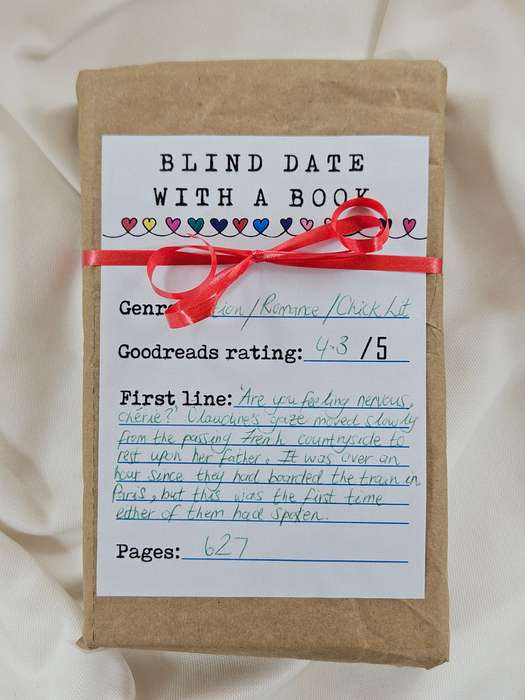 BLIND DATE
WITH A BOOK
Genre: Fiction/Romance/Chick Lit
Goodreads rating: 4.3 /5
First line: 'Are you feeling nervous,
chérie?' Claudine's gaze moved slowly
from the passing French countryside to
rest upon her father. It was over an
hour since they had boarded the train in
Paris, but this was the first time
either of them had spoken.
Pages: 627